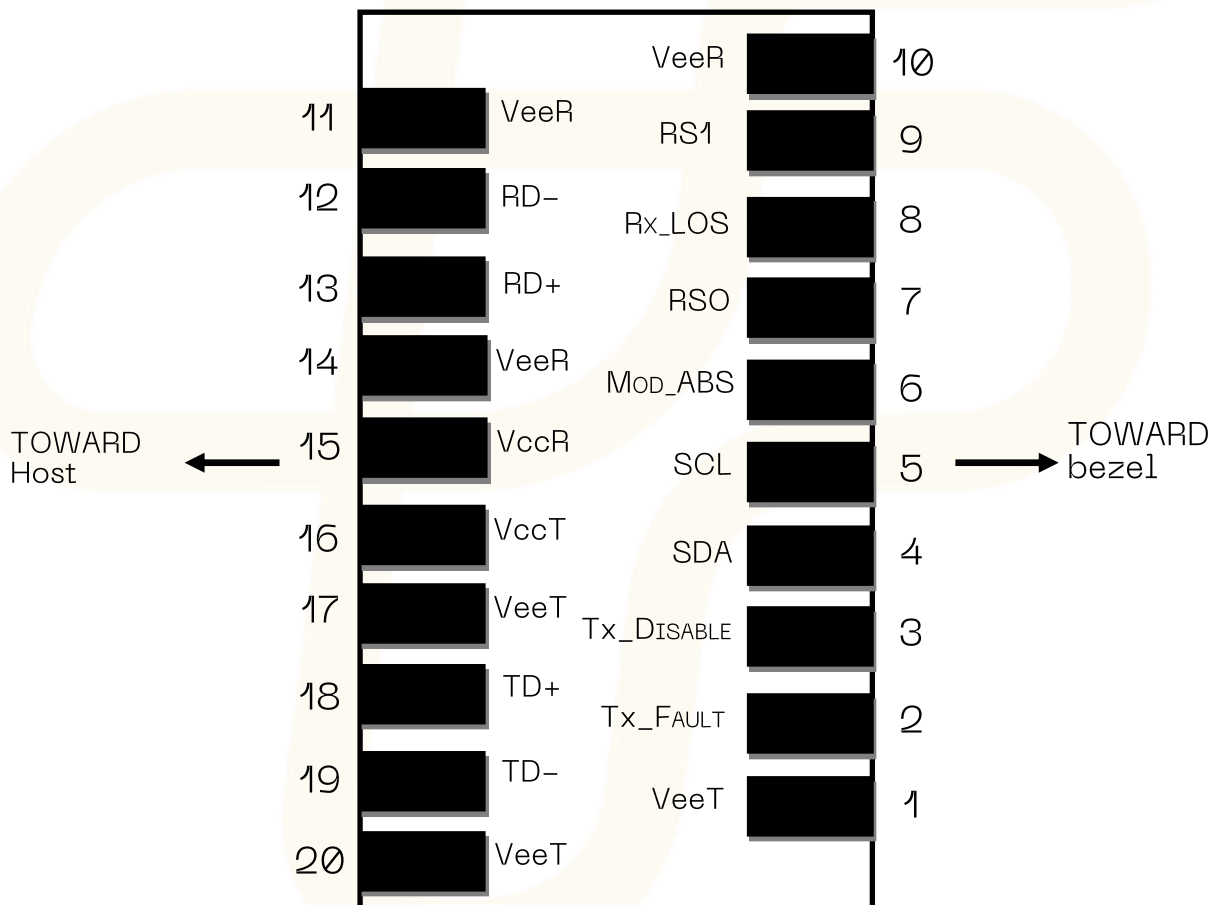 VeeR 10
11 VeeR
RS1 9
12 RD-
Rx_LOS 8
13 RD+
RSO 7
14 VeeR
Mod_ABS 6
TOWARD
Host
15 VccR
SCL 5
TOWARD
bezel
16 VccT
SDA 4
17 VeeT
Tx_Disable 3
18 TD+
Tx_Fault 2
19 TD-
VeeT 1
20 VeeT